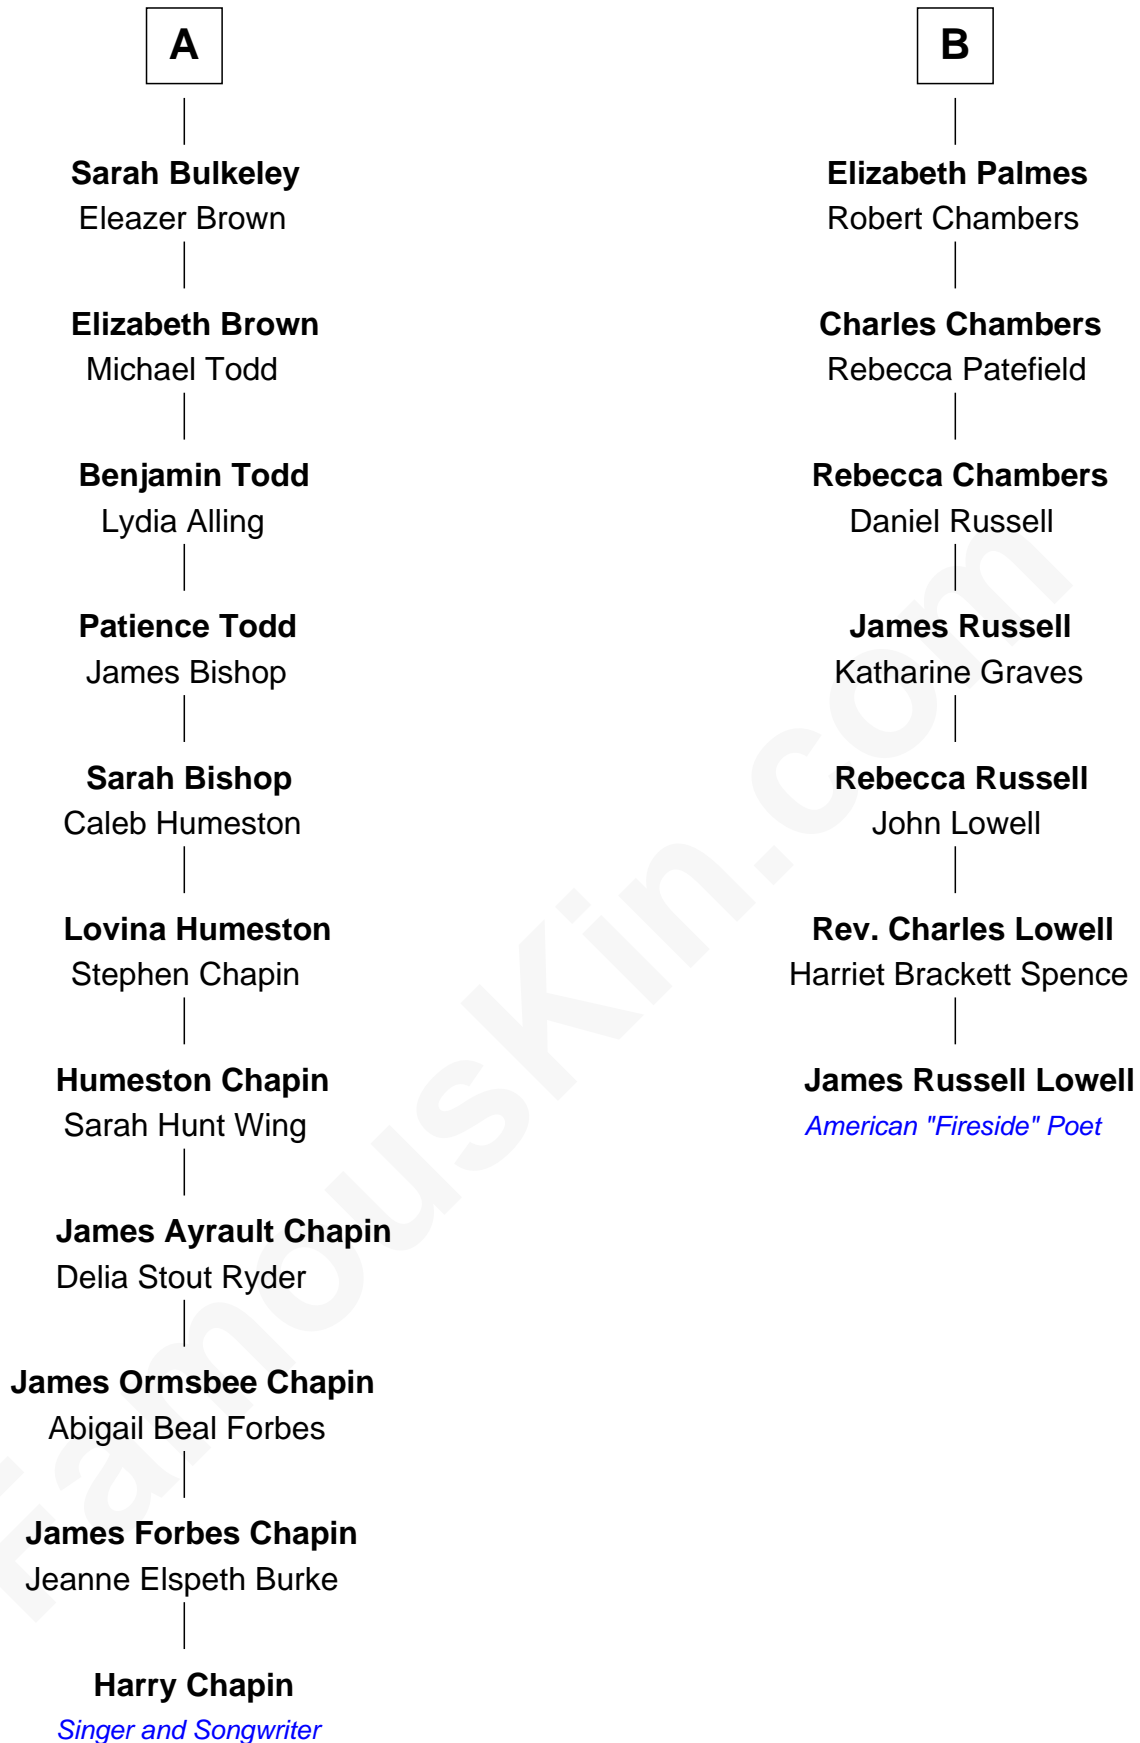 A
Sarah Bulkeley
Eleazer Brown
Elizabeth Brown
Michael Todd
Benjamin Todd
Lydia Alling
Patience Todd
James Bishop
Sarah Bishop
Caleb Humeston
Lovina Humeston
Stephen Chapin
Humeston Chapin
Sarah Hunt Wing
James Ayrault Chapin
Delia Stout Ryder
James Ormsbee Chapin
Abigail Beal Forbes
James Forbes Chapin
Jeanne Elspeth Burke
Harry Chapin
Singer and Songwriter
B
Elizabeth Palmes
Robert Chambers
Charles Chambers
Rebecca Patefield
Rebecca Chambers
Daniel Russell
James Russell
Katharine Graves
Rebecca Russell
John Lowell
Rev. Charles Lowell
Harriet Brackett Spence
James Russell Lowell
American "Fireside" Poet
FamousKin.com